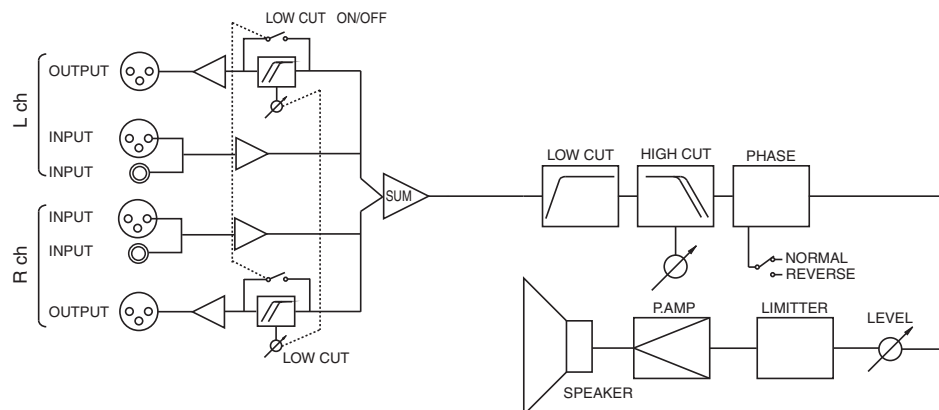 LOW CUT ON/OFF
L ch
OUTPUT
INPUT
INPUT
R ch
INPUT
INPUT
OUTPUT
LOW CUT
SUM
LOW CUT
HIGH CUT
PHASE
NORMAL
REVERSE
SPEAKER
P.AMP
LIMITTER
LEVEL